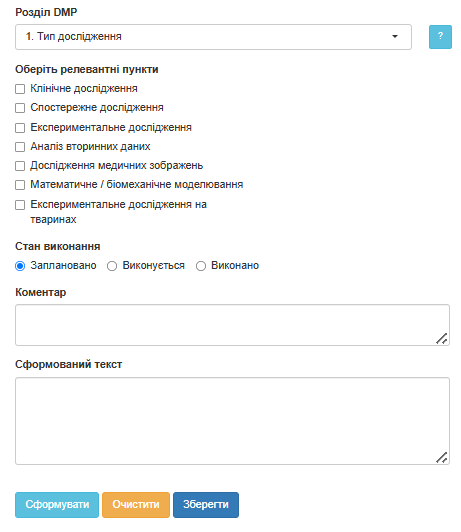 Розділ DMP
1. Тип дослідження
?
Оберіть релевантні пункти
Клінічне дослідження
Спостережне дослідження
Експериментальне дослідження
Аналіз вторинних даних
Дослідження медичних зображень
Математичне / біомеханічне моделювання
Експериментальне дослідження на
тваринах
Стан виконання
Заплановано Виконується Виконано
Коментар
Сформований текст
Сформувати Очистити Зберегти